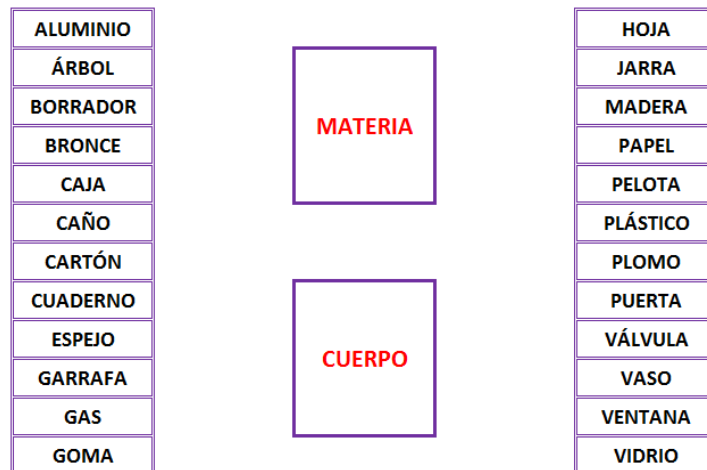 ALUMINIO
ÁRBOL
BORRADOR
BRONCE
CAJA
CAÑO
CARTÓN
CUADERNO
ESPEJO
GARRAFA
GAS
GOMA
MATERIA
CUERPO
HOJA
JARRA
MADERA
PAPEL
PELOTA
PLÁSTICO
PLOMO
PUERTA
VÁLVULA
VASO
VENTANA
VIDRIO